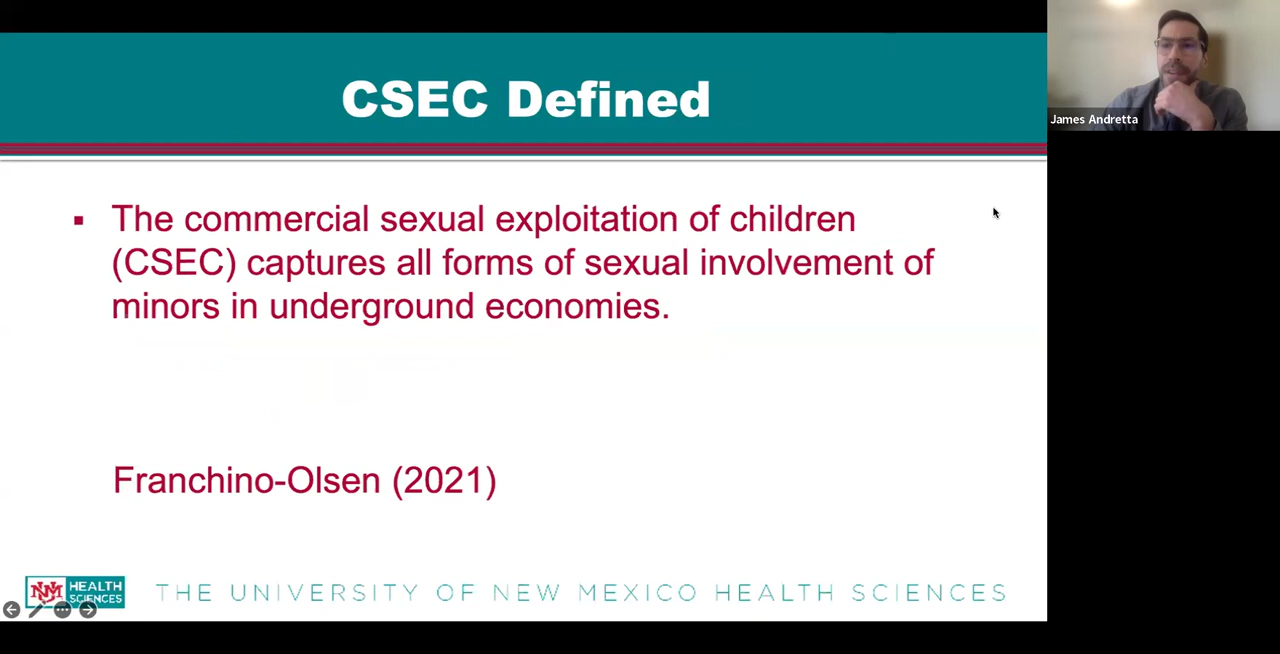 CSEC Defined
James Andretta
▪ The commercial sexual exploitation of children
(CSEC) captures all forms of sexual involvement of
minors in underground economies.
Franchino-Olsen (2021)
NM HEALTH
SCIENCES
THE UNIVERSITY OF NEW MEXICO HEALTH SCIENCES